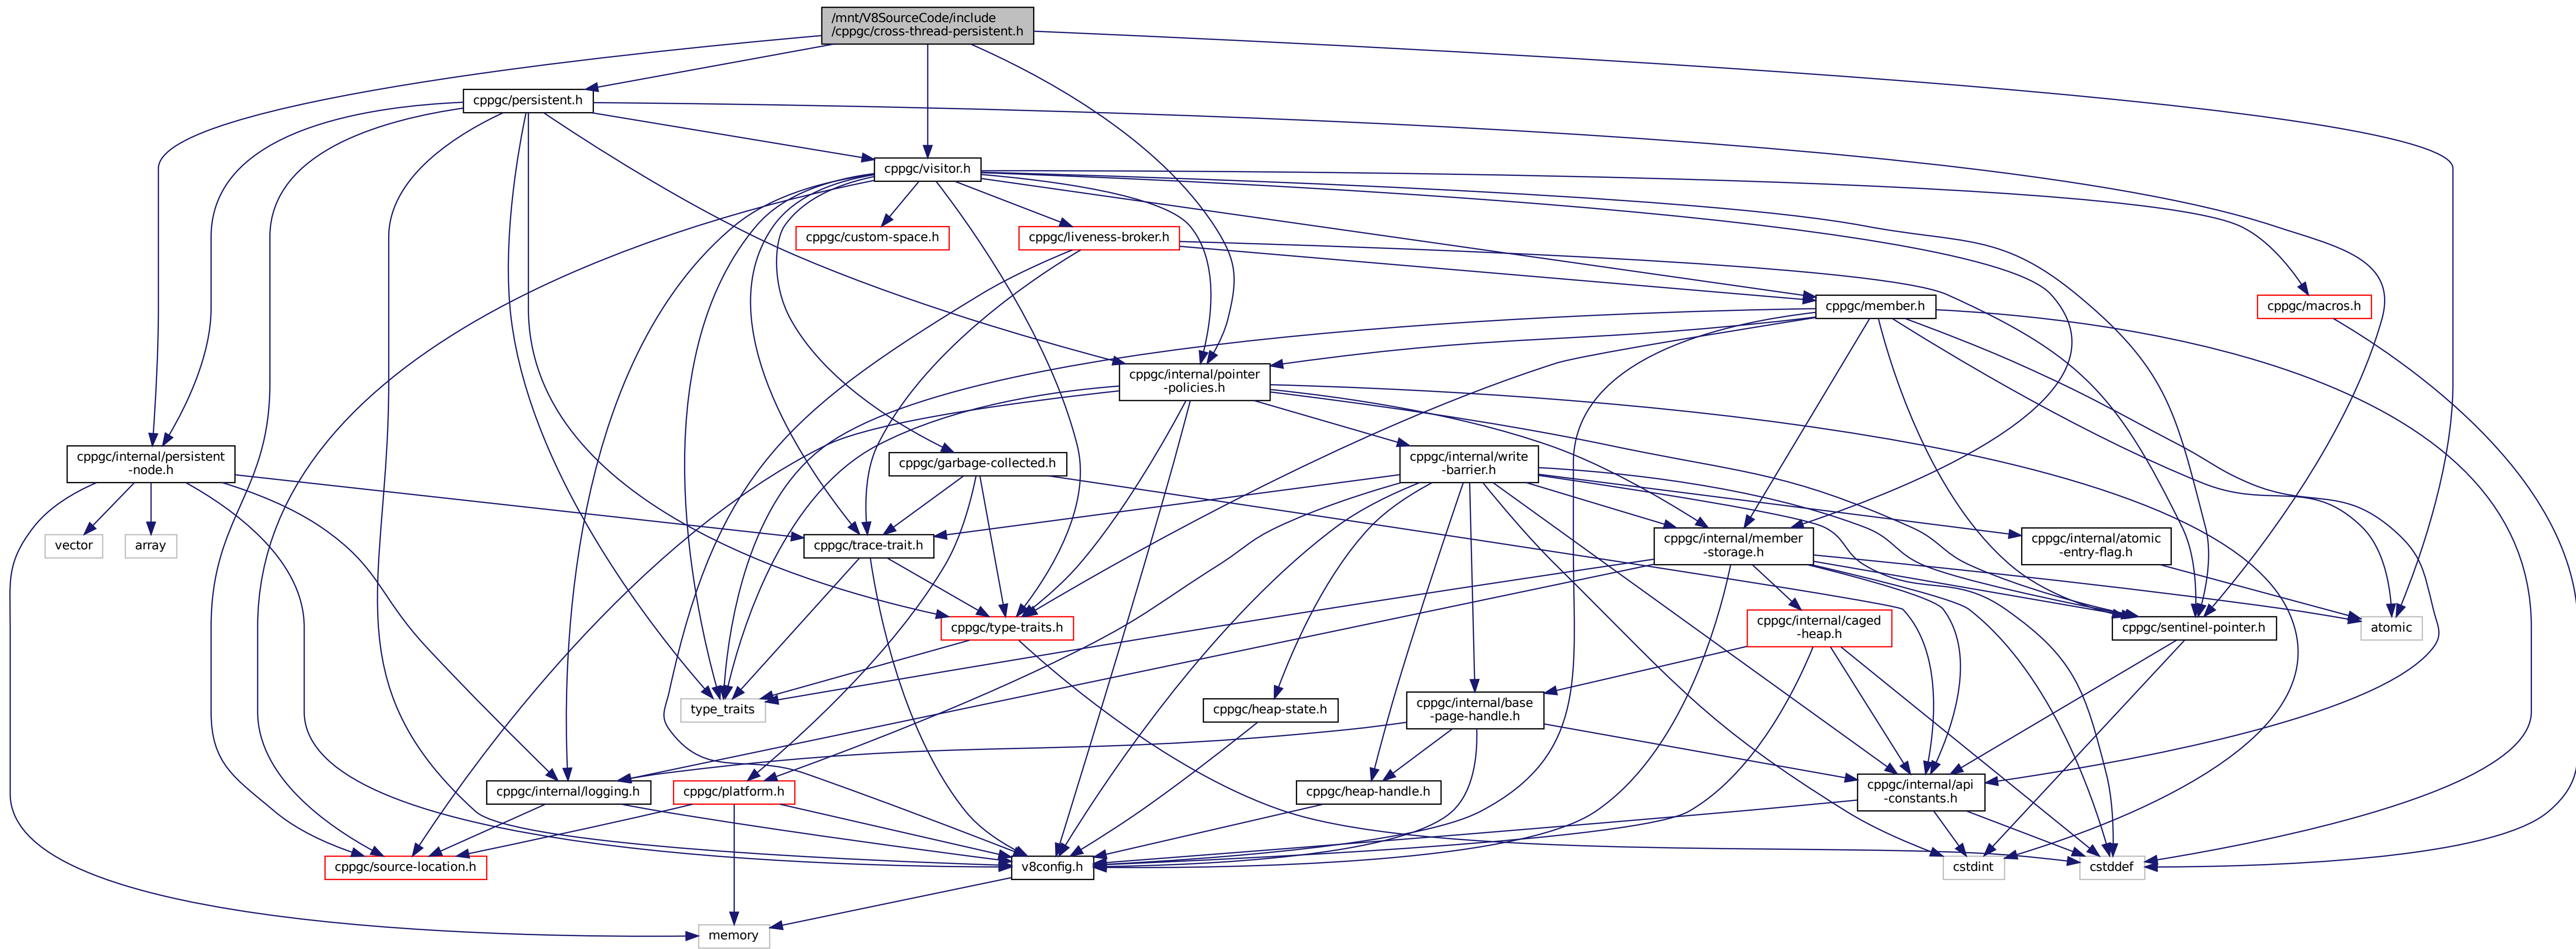 /mnt/V8SourceCode/include
/cppgc/cross-thread-persistent.h
cppgc/persistent.h
cppgc/visitor.h
cppgc/custom-space.h
cppgc/liveness-broker.h
cppgc/member.h
cppgc/macros.h
cppgc/internal/pointer
-policies.h
cppgc/internal/persistent
-node.h
cppgc/garbage-collected.h
cppgc/internal/write
-barrier.h
vector
array
cppgc/trace-trait.h
cppgc/internal/member
-storage.h
cppgc/internal/atomic
-entry-flag.h
cppgc/type-traits.h
cppgc/internal/caged
-heap.h
cppgc/sentinel-pointer.h
atomic
type_traits
cppgc/heap-state.h
cppgc/internal/base
-page-handle.h
cppgc/internal/logging.h
cppgc/platform.h
cppgc/heap-handle.h
cppgc/internal/api
-constants.h
cppgc/source-location.h
v8config.h
cstdint
cstddef
memory